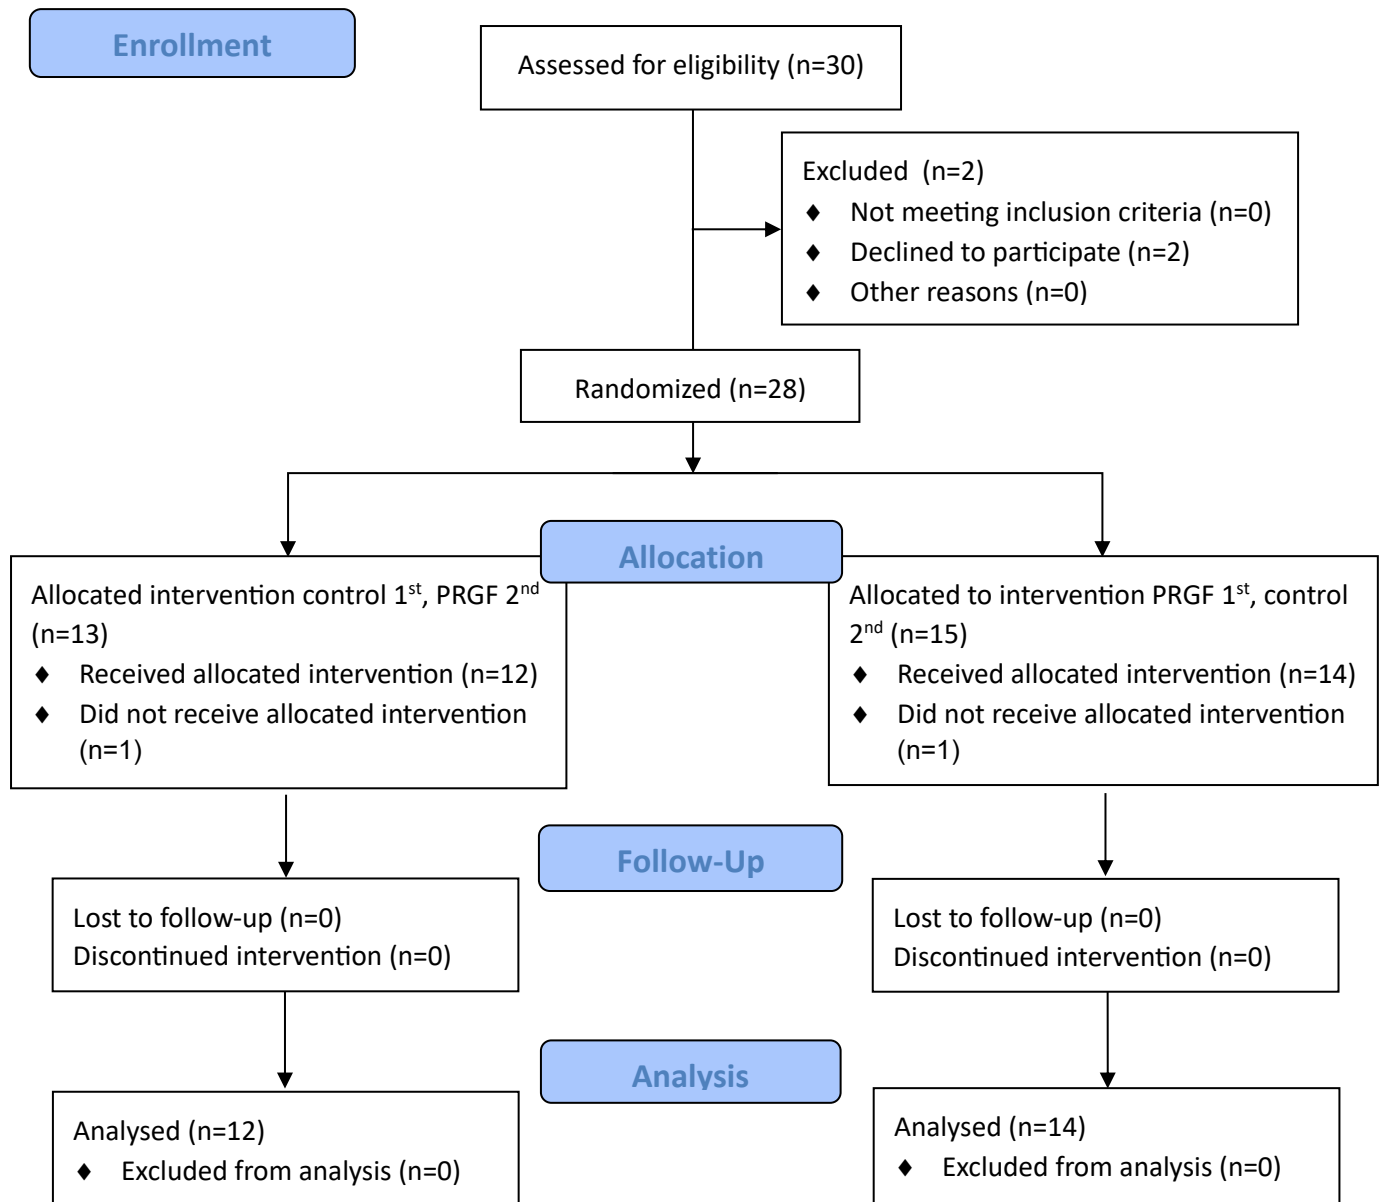 Enrollment
Assessed for eligibility (n=30)
Excluded  (n=2)
♦ Not meeting inclusion criteria (n=0)
♦ Declined to participate (n=2)
♦ Other reasons (n=0)
Randomized (n=28)
Allocation
Allocated intervention control 1st, PRGF 2nd
(n=13)
♦ Received allocated intervention (n=12)
♦ Did not receive allocated intervention
(n=1)
Allocated to intervention PRGF 1st, control
2nd (n=15)
♦ Received allocated intervention (n=14)
♦ Did not receive allocated intervention
(n=1)
Follow-Up
Lost to follow-up (n=0)
Discontinued intervention (n=0)
Lost to follow-up (n=0)
Discontinued intervention (n=0)
Analysis
Analysed (n=12)
♦ Excluded from analysis (n=0)
Analysed (n=14)
♦ Excluded from analysis (n=0)